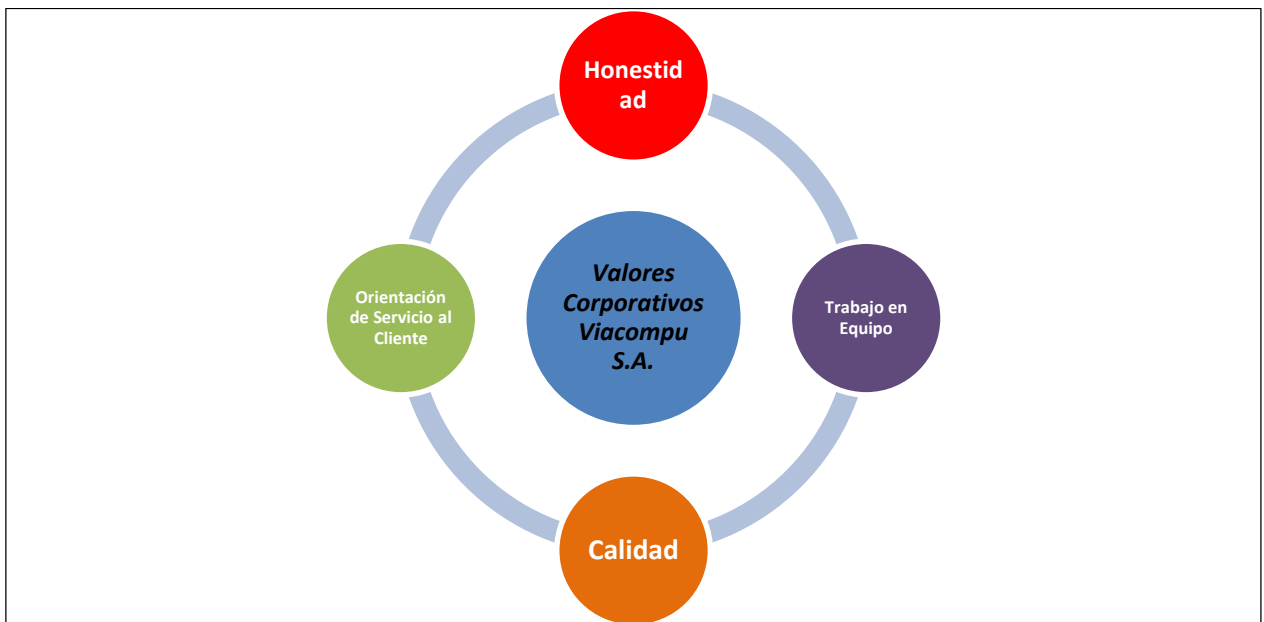 Honestid
ad
Valores
Corporativos
Viacompu
S.A.
Orientación
de Servicio al
Cliente
Trabajo en
Equipo
Calidad